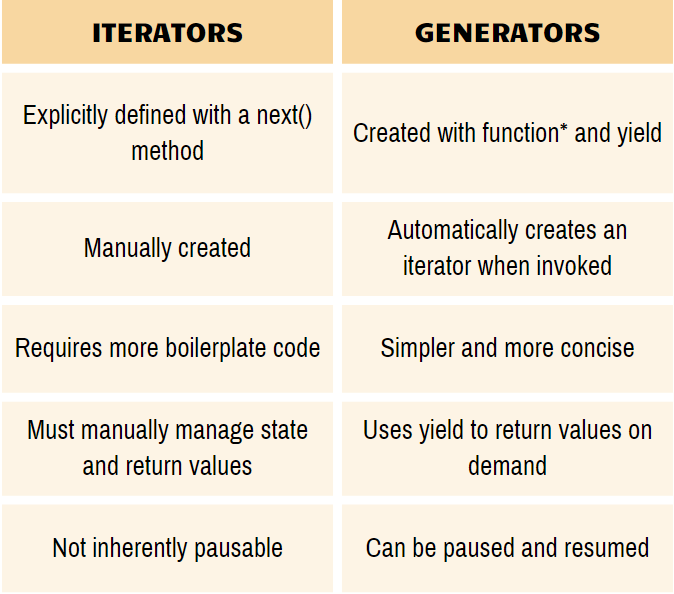 ITERATORS
GENERATORS
Explicitly defined with a next()
method
Created with function* and yield
Manually created
Automatically creates an
iterator when invoked
Requires more boilerplate code
Simpler and more concise
Must manually manage state
and return values
Uses yield to return values on
demand
Not inherently pausable
Can be paused and resumed